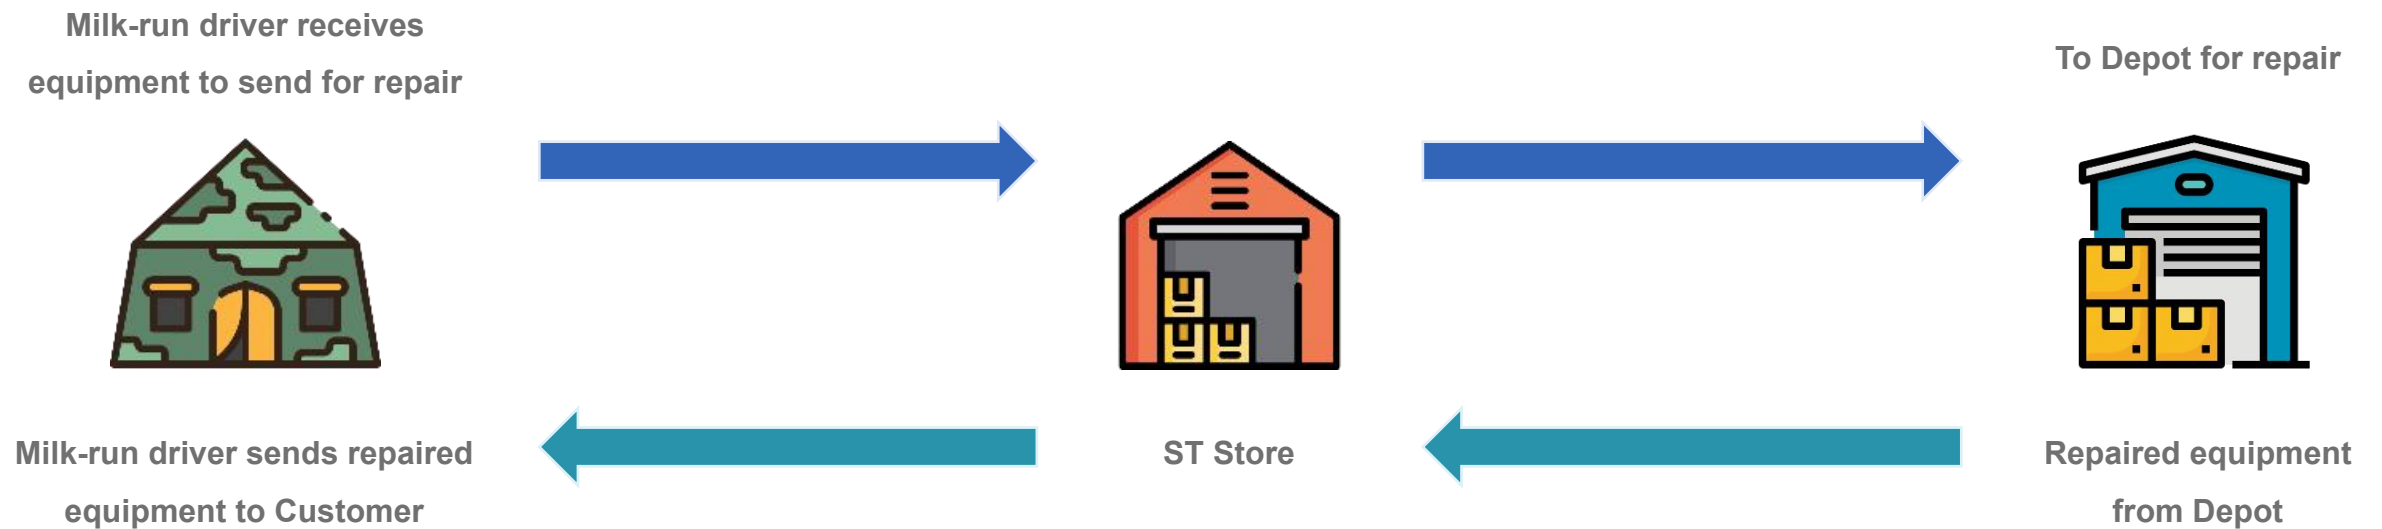 Milk-run driver receives
equipment to send for repair
To Depot for repair
Milk-run driver sends repaired
equipment to Customer
ST Store
Repaired equipment
from Depot